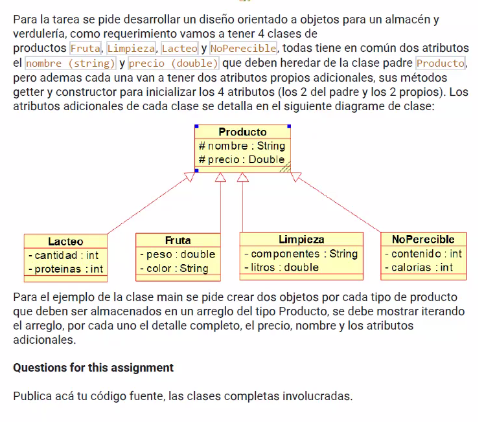 Para la tarea se pide desarrollar un diseño orientado a objetos para un almacén y
verdulería, como requerimiento vamos a tener 4 clases de
productos Fruta, Limpieza, Lacteo y NoPerecible, todas tiene en común dos atributos
el nombre (string) y precio (double) que deben heredar de la clase padre Producto,
pero ademas cada una van a tener dos atributos propios adicionales, sus métodos
getter y constructor para inicializar los 4 atributos (los 2 del padre y los 2 propios). Los
atributos adicionales de cada clase se detalla en el siguiente diagrame de clase:
Producto
# nombre : String
# precio : Double
Lacteo
- cantidad : int
- proteinas : int
Fruta
- peso : double
- color : String
Limpieza
- componentes : String
- litros : double
NoPerecible
- contenido : int
- calorias : int
Para el ejemplo de la clase main se pide crear dos objetos por cada tipo de producto
que deben ser almacenados en un arreglo del tipo Producto, se debe mostrar iterando
el arreglo, por cada uno el detalle completo, el precio, nombre y los atributos
adicionales.
Questions for this assignment
Publica acá tu código fuente, las clases completas involucradas.